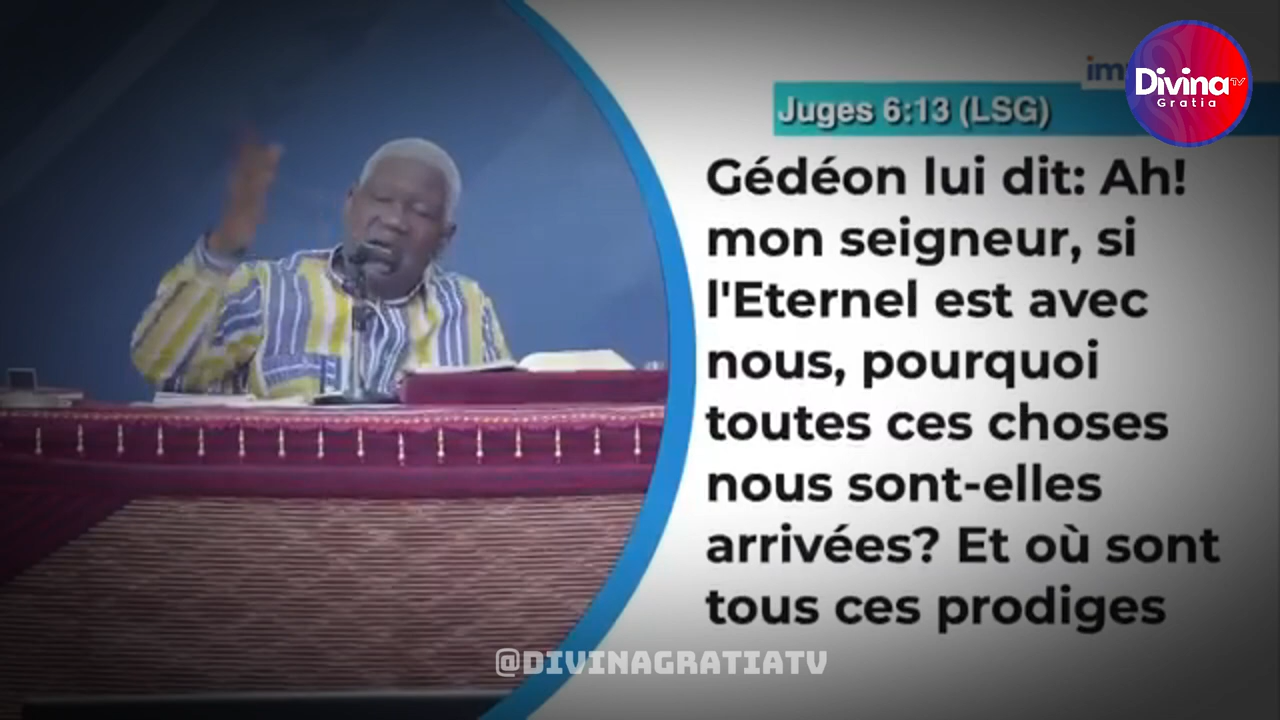 Divina TV
Gratia
Juges 6:13 (LSG)
Gédéon lui dit: Ah!
mon seigneur, si
l'Eternel est avec
nous, pourquoi
toutes ces choses
nous sont-elles
arrivées? Et où sont
tous ces prodiges
@DIVINAGRATIATV